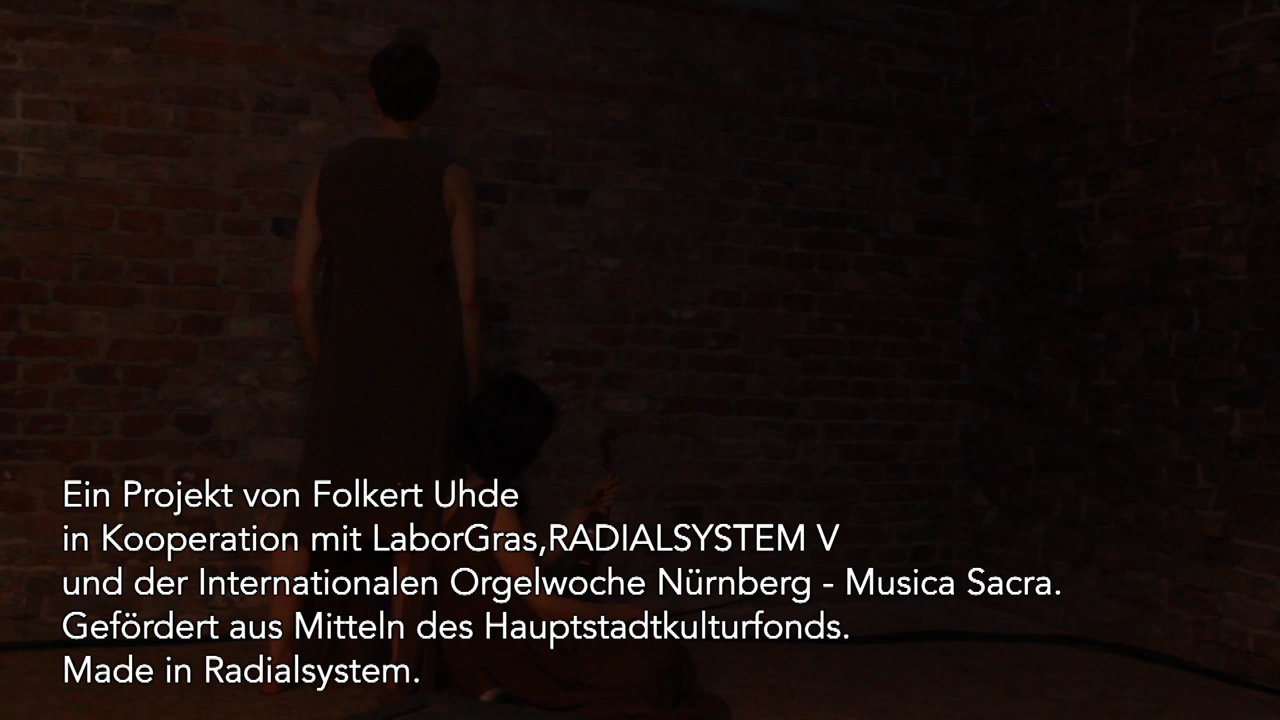 Ein Projekt von Folkert Uhde
in Kooperation mit LaborGras,RADIALSYSTEM V
und der Internationalen Orgelwoche Nürnberg - Musica Sacra.
Gefördert aus Mitteln des Hauptstadtkulturfonds.
Made in Radialsystem.